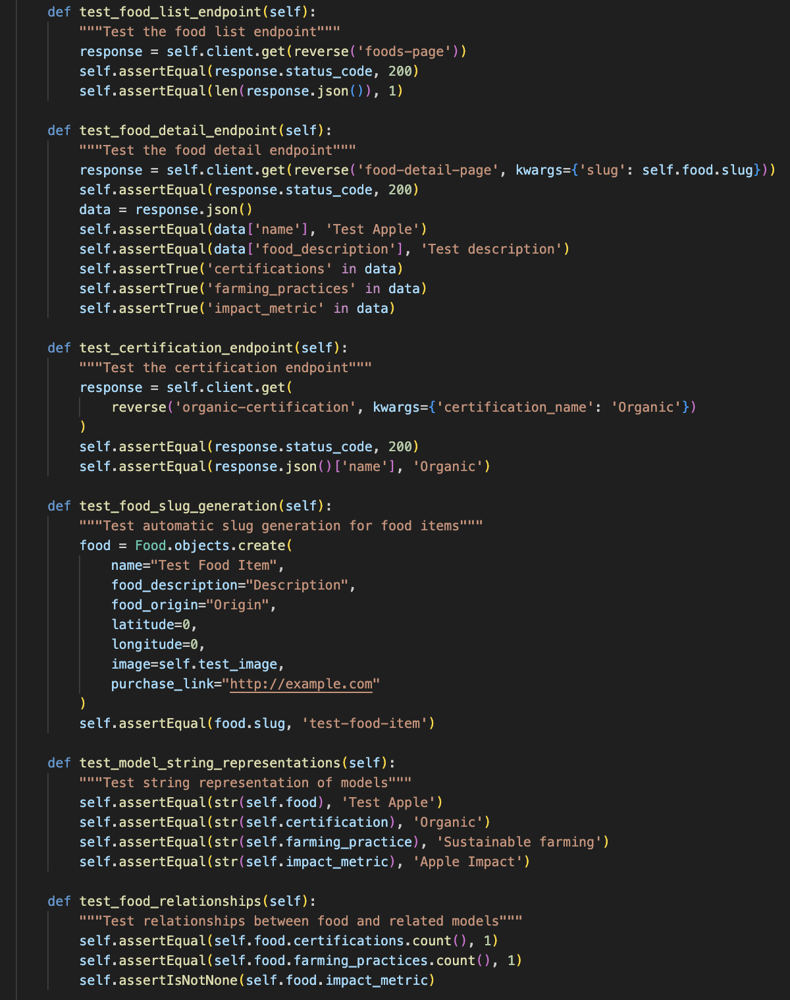 def test_food_list_endpoint(self):
    """Test the food list endpoint"""
    response = self.client.get(reverse('foods-page'))
    self.assertEqual(response.status_code, 200)
    self.assertEqual(len(response.json()), 1)

def test_food_detail_endpoint(self):
    """Test the food detail endpoint"""
    response = self.client.get(reverse('food-detail-page', kwargs={'slug': self.food.slug}))
    self.assertEqual(response.status_code, 200)
    data = response.json()
    self.assertEqual(data['name'], 'Test Apple')
    self.assertEqual(data['food_description'], 'Test description')
    self.assertTrue('certifications' in data)
    self.assertTrue('farming_practices' in data)
    self.assertTrue('impact_metric' in data)

def test_certification_endpoint(self):
    """Test the certification endpoint"""
    response = self.client.get(
        reverse('organic-certification', kwargs={'certification_name': 'Organic'})
    )
    self.assertEqual(response.status_code, 200)
    self.assertEqual(response.json()['name'], 'Organic')

def test_food_slug_generation(self):
    """Test automatic slug generation for food items"""
    food = Food.objects.create(
        name="Test Food Item",
        food_description="Description",
        food_origin="Origin",
        latitude=0,
        longitude=0,
        image=self.test_image,
        purchase_link="http://example.com"
    )
    self.assertEqual(food.slug, 'test-food-item')

def test_model_string_representations(self):
    """Test string representation of models"""
    self.assertEqual(str(self.food), 'Test Apple')
    self.assertEqual(str(self.certification), 'Organic')
    self.assertEqual(str(self.farming_practice), 'Sustainable farming')
    self.assertEqual(str(self.impact_metric), 'Apple Impact')

def test_food_relationships(self):
    """Test relationships between food and related models"""
    self.assertEqual(self.food.certifications.count(), 1)
    self.assertEqual(self.food.farming_practices.count(), 1)
    self.assertIsNotNone(self.food.impact_metric)